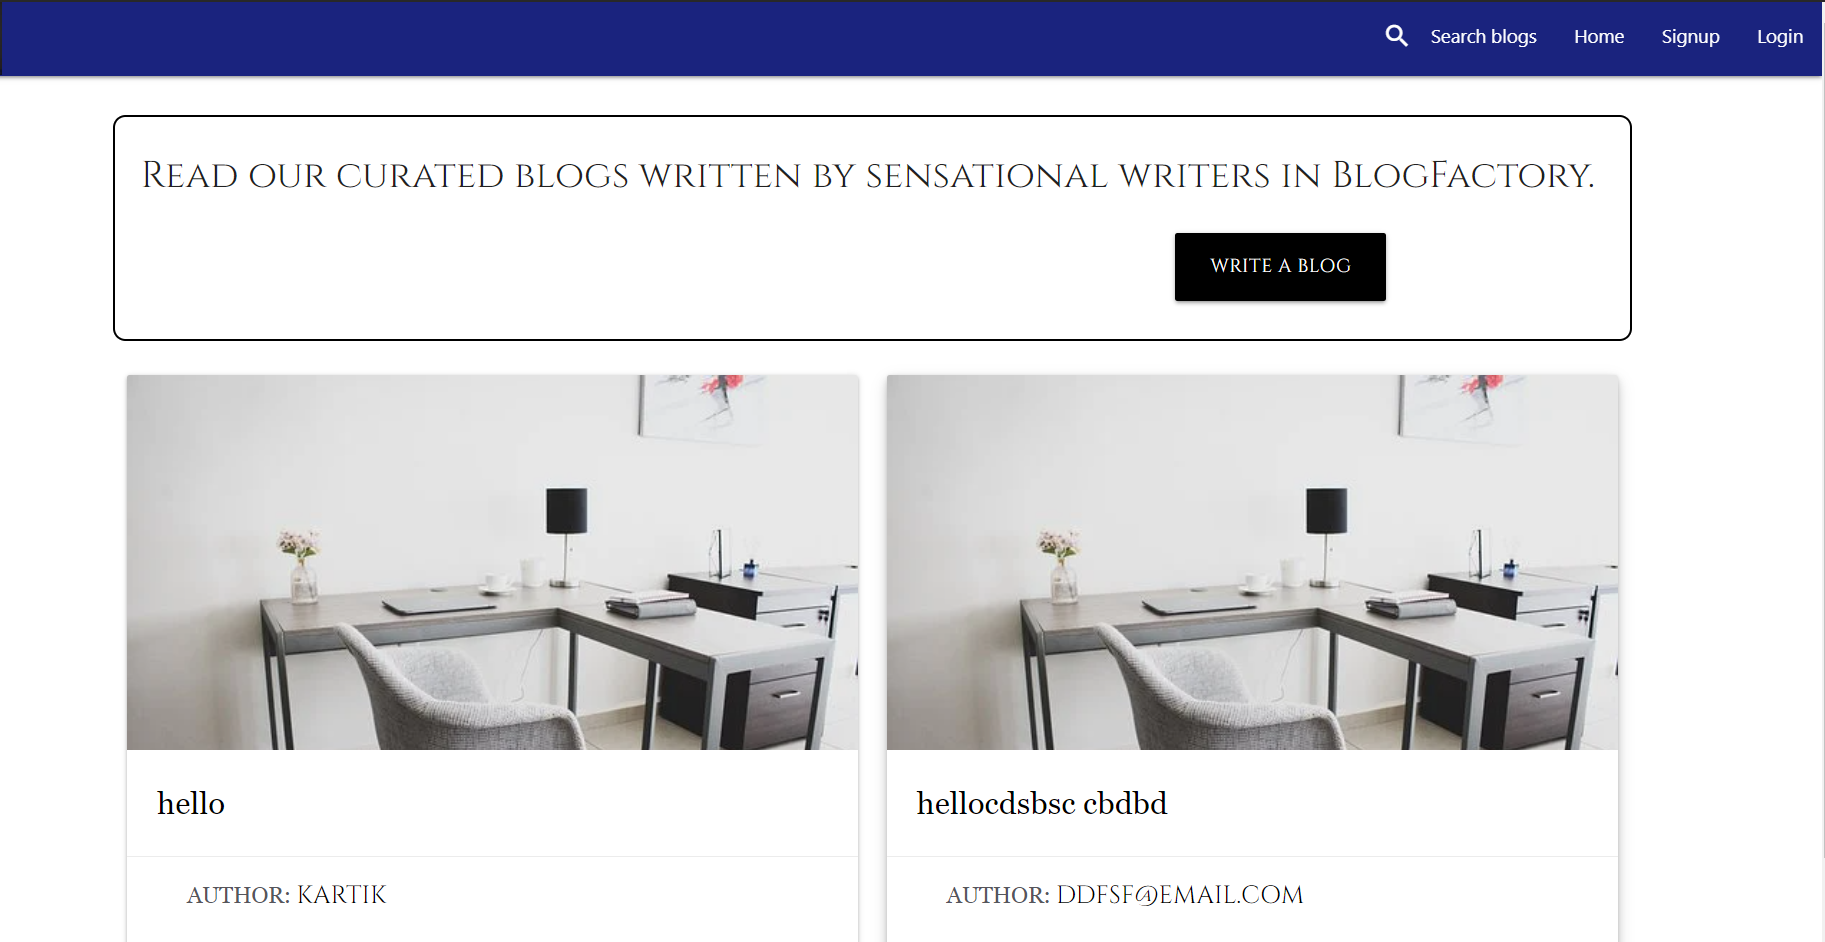 Search blogs Home Signup Login
Read our curated blogs written by sensational writers in BlogFactory.
WRITE A BLOG
hello
hellocdsbsc cbdbd
AUTHOR: KARTIK
AUTHOR: DDFSF@EMAIL.COM